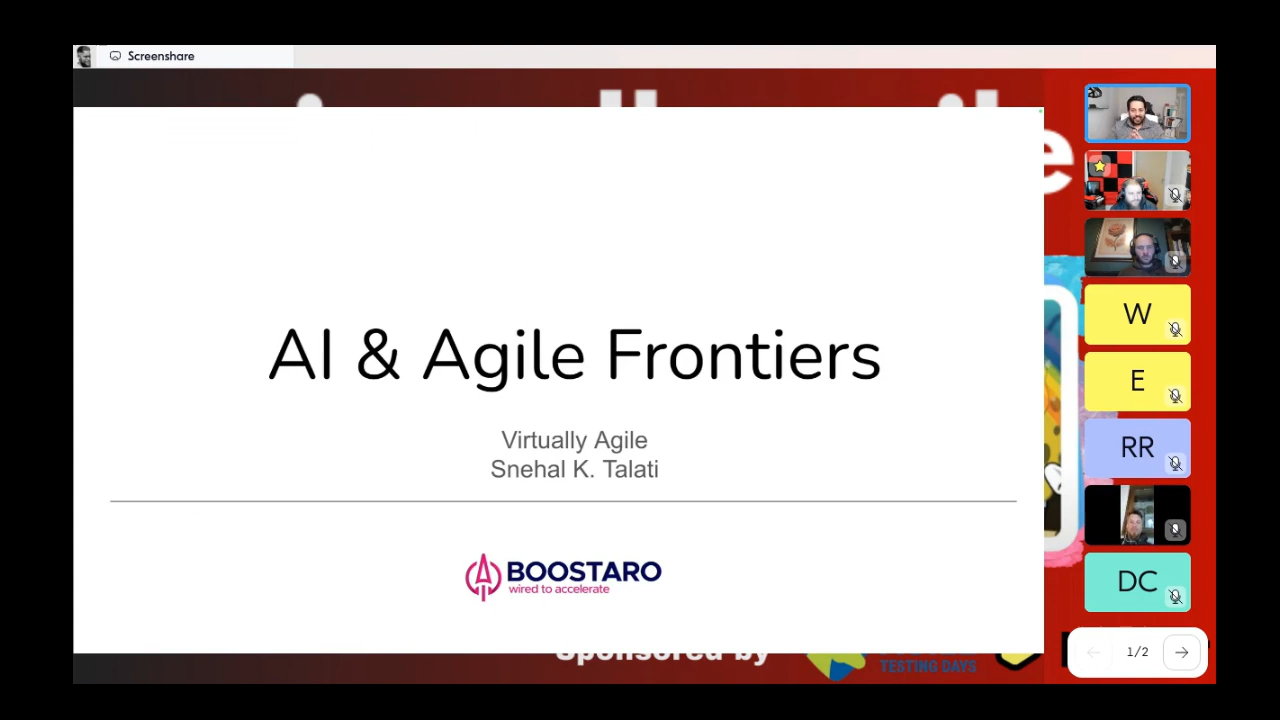 Screenshare
AI & Agile Frontiers
Virtually Agile
Snehal K. Talati
BOOSTARO
wired to accelerate
Sponsored by
TESTING DAYS
W
E
RR
DC
1/2